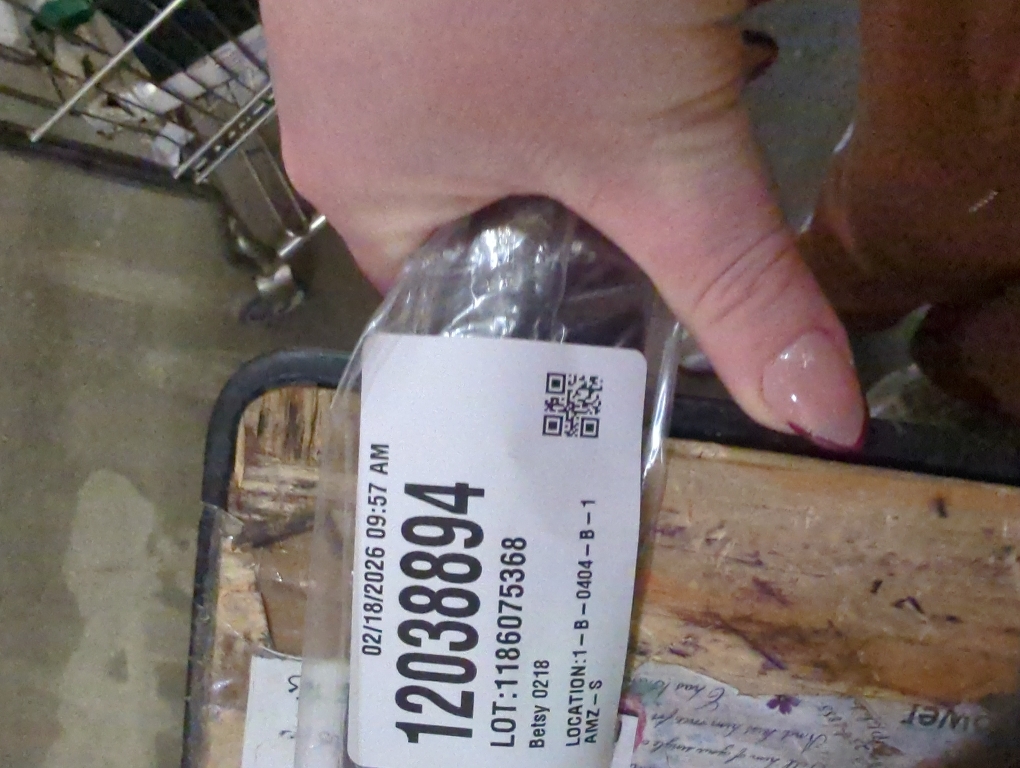 02/18/2026 09:57 AM
12038894
LOT:1186075368
Betsy 0218
LOCATION:1-B-0404-B-1
AMZ-S